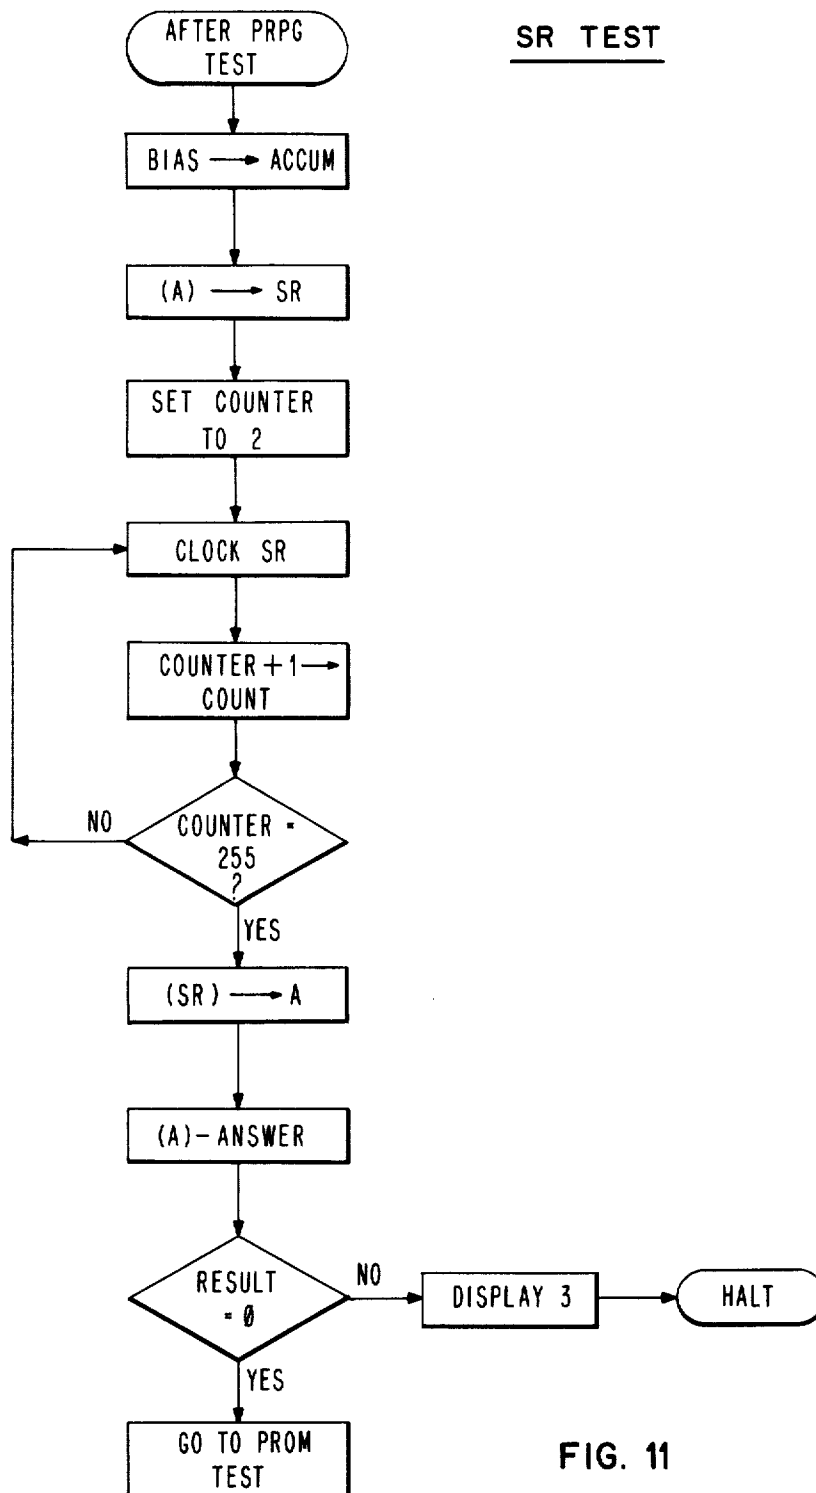 SR TEST
AFTER PRPG
TEST
BIAS → ACCUM
(A) → SR
SET COUNTER
TO 2
CLOCK SR
COUNTER+1→
COUNT
COUNTER =
255
?
NO
YES
(SR) → A
(A)-ANSWER
RESULT
= Ø
NO
DISPLAY 3
HALT
YES
GO TO PROM
TEST
FIG. 11